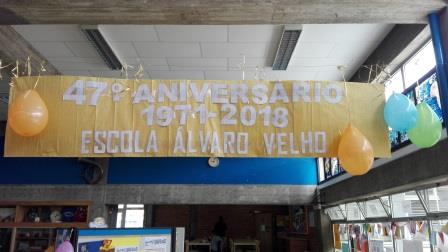 47º ANIVERSÁRIO
1971-2018
ESCOLA ÁLVARO VELHO